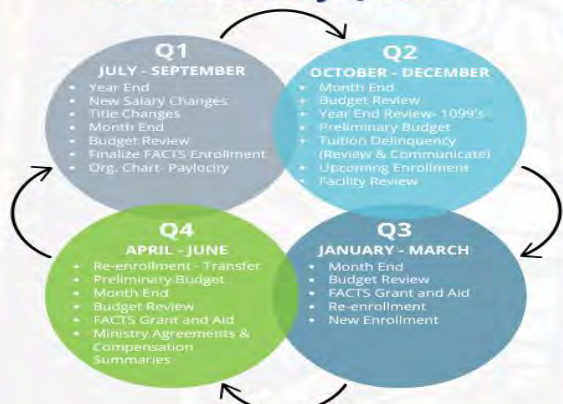 Q1
JULY - SEPTEMBER
• Year End
• New Salary Changes
• Title Changes
• Month End
• Budget Review
• Finalize FACTS Enrollment
• Org. Chart- Paylocity
Q2
OCTOBER - DECEMBER
• Month End
• Budget Review
• Year End Review- 1099's
• Preliminary Budget
• Tuition Delinquency
(Review & Communicate)
• Upcoming Enrollment
• Facility Review
Q4
APRIL - JUNE
• Re-enrollment - Transfer
• Preliminary Budget
• Month End
• Budget Review
• FACTS Grant and Aid
• Ministry Agreements &
Compensation
Summaries
Q3
JANUARY - MARCH
• Month End
• Budget Review
• FACTS Grant and Aid
• Re-enrollment
• New Enrollment